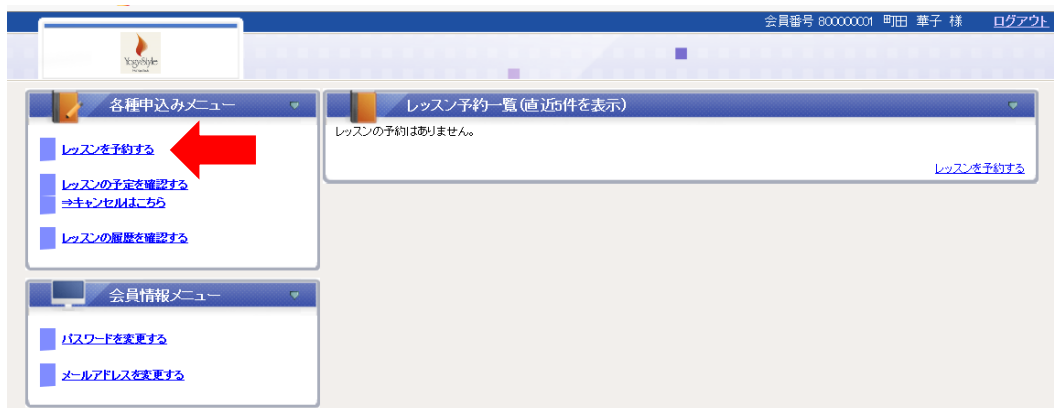 会員番号 800000001 町田 華子 様 ログアウト
YogyStyle
各種申込みメニュー
レッスンを予約する
レッスンの予定を確認する
⇒キャンセルはこちら
レッスンの履歴を確認する
会員情報メニュー
パスワードを変更する
メールアドレスを変更する
レッスン予約一覧(直近5件を表示)
レッスンの予約はありません。
レッスンを予約する